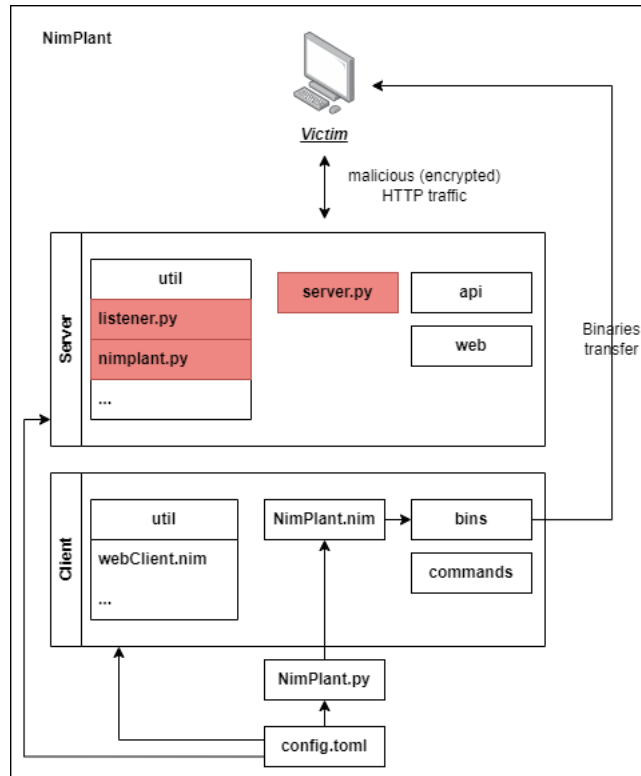 NimPlant
Victim
malicious (encrypted)
HTTP traffic
Server
util
listener.py
nimplant.py
...
server.py
api
web
Binaries
transfer
Client
util
webClient.nim
...
NimPlant.nim
bins
commands
NimPlant.py
config.toml